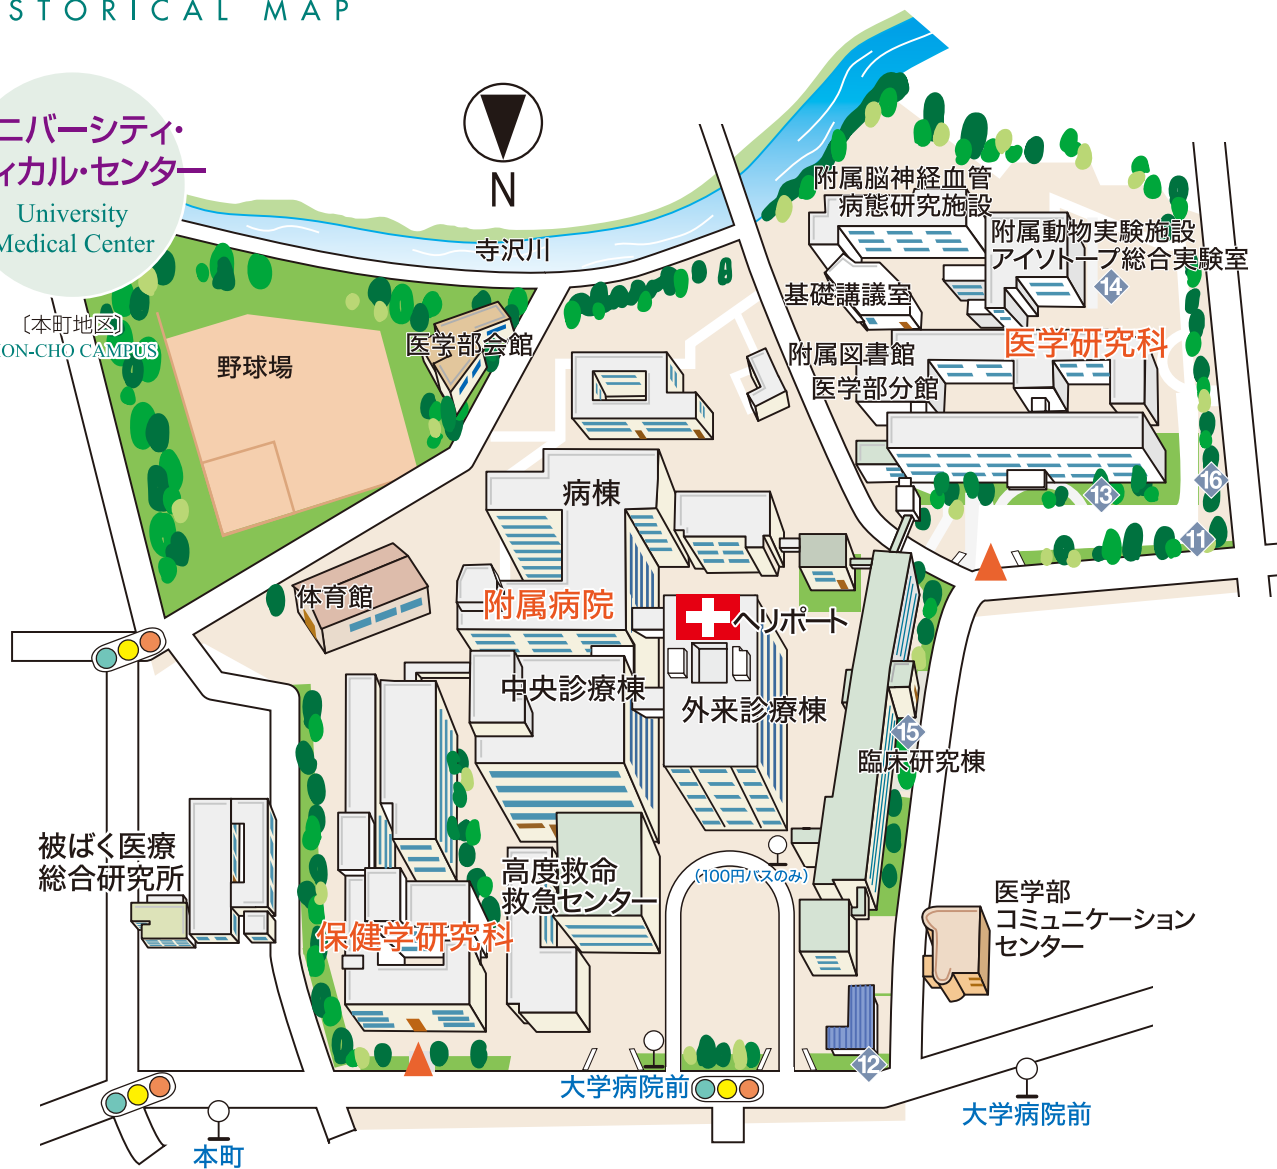 STORICAL MAP
ニバーシティ・
ィカル・センター
University
Medical Center
〔本町地区〕
HON-CHO CAMPUS
N
寺沢川
野球場
医学部会館
附属脳神経血管
病態研究施設
附属動物実験施設
アイソトープ総合実験室
14
基礎講議室
医学研究科
附属図書館
医学部分館
16
13
11
病棟
体育館
附属病院
ヘリポート
中央診療棟
外来診療棟
15
臨床研究棟
被ばく医療
総合研究所
高度救命
救急センター
(100円バスのみ)
保健学研究科
医学部
コミュニケーション
センター
12
大学病院前
大学病院前
本町